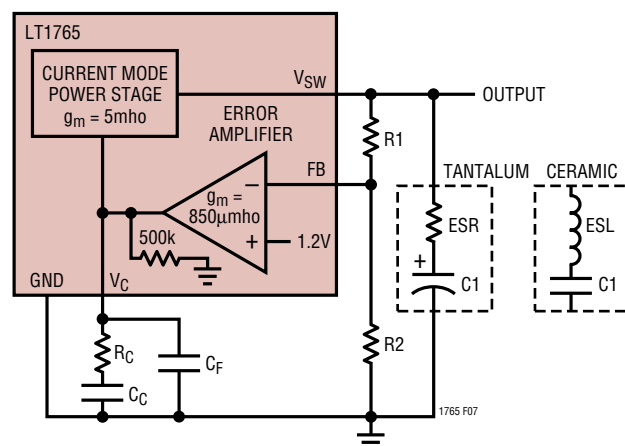 LT1765
CURRENT MODE
POWER STAGE
gm = 5mho
VSW
OUTPUT
ERROR
AMPLIFIER
R1
FB
TANTALUM
CERAMIC
gm =
850μmho
–
+
1.2V
500k
ESR
ESL
+
C1
C1
GND
VC
RC
CF
R2
CC
1765 F07